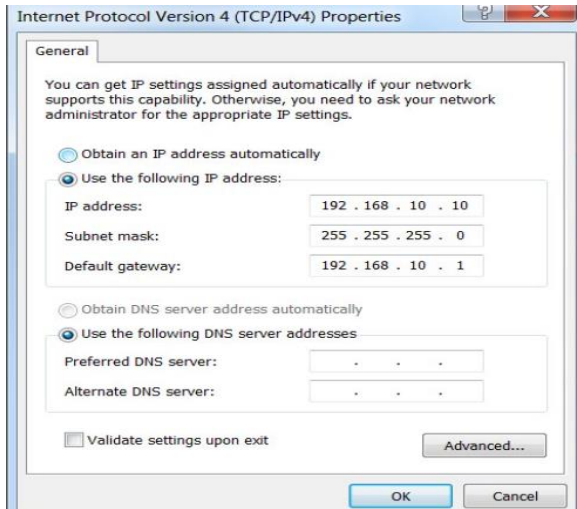 Internet Protocol Version 4 (TCP/IPv4) Properties
General
You can get IP settings assigned automatically if your network
supports this capability. Otherwise, you need to ask your network
administrator for the appropriate IP settings.
Obtain an IP address automatically
Use the following IP address:
IP address: 192 . 168 . 10 . 10
Subnet mask: 255 . 255 . 255 . 0
Default gateway: 192 . 168 . 10 . 1
Obtain DNS server address automatically
Use the following DNS server addresses
Preferred DNS server: . . .
Alternate DNS server: . . .
Validate settings upon exit
Advanced...
OK Cancel